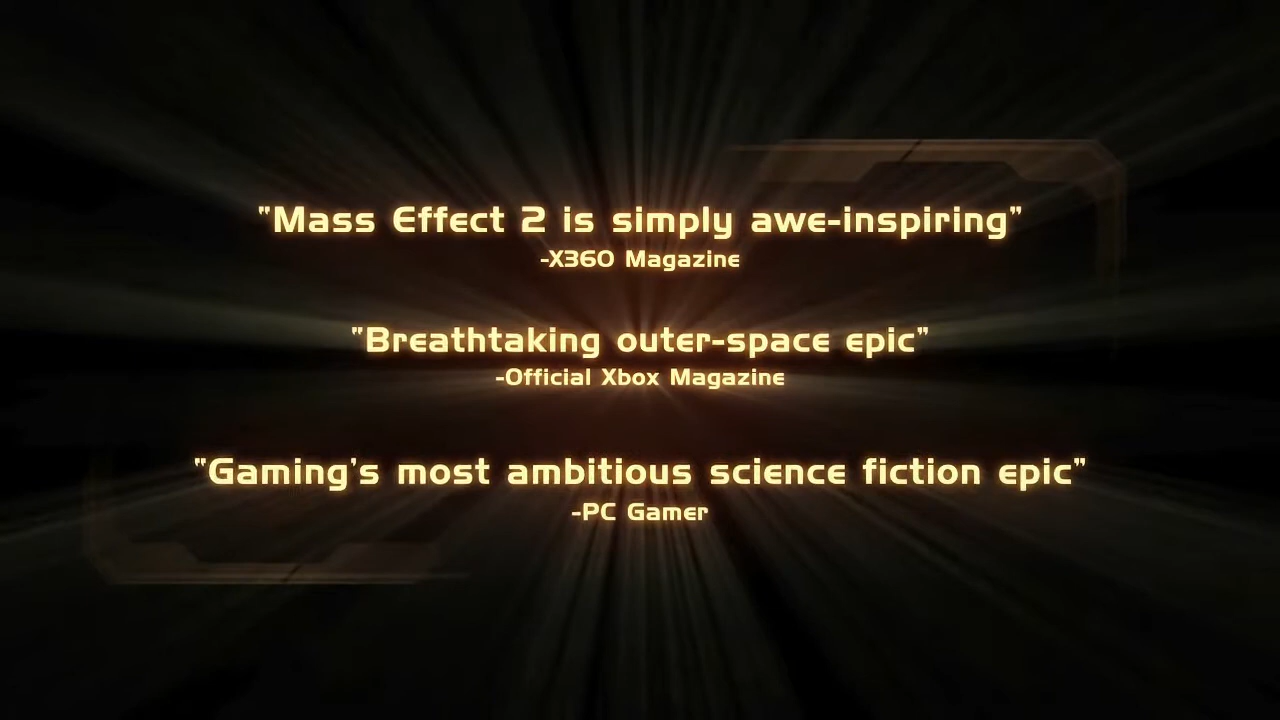 "Mass Effect 2 is simply awe-inspiring"
-X360 Magazine
"Breathtaking outer-space epic"
-Official Xbox Magazine
"Gaming's most ambitious science fiction epic"
-PC Gamer